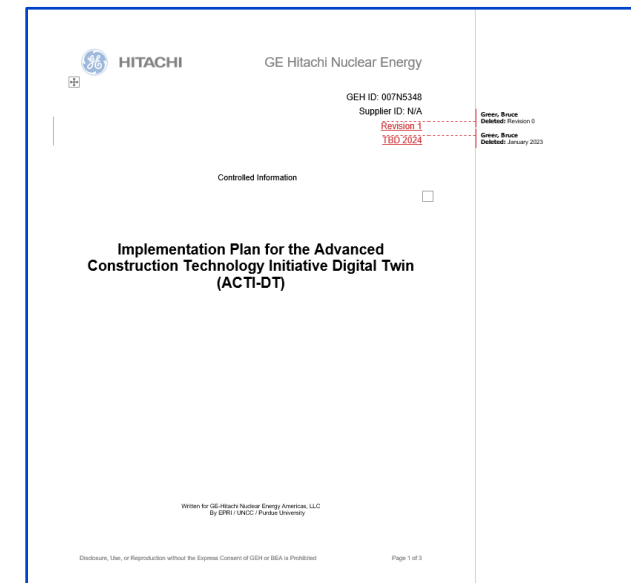 HITACHI
GE Hitachi Nuclear Energy
GEH ID: 007N5348
Supplier ID: N/A
Revision 1
TBD 2024
Greer, Bruce
Deleted: Revision 0
Greer, Bruce
Deleted: January 2023
Controlled Information
Implementation Plan for the Advanced
Construction Technology Initiative Digital Twin
(ACTI-DT)
Written for GE-Hitachi Nuclear Energy Americas, LLC
By EPRI / UNCC / Purdue University
Disclosure, Use, or Reproduction without the Express Consent of GEH or BEA is Prohibited
Page 1 of 3